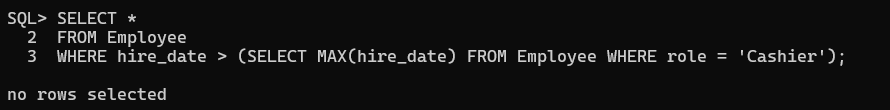 SQL> SELECT *
  2  FROM Employee
  3  WHERE hire_date > (SELECT MAX(hire_date) FROM Employee WHERE role = 'Cashier');
no rows selected